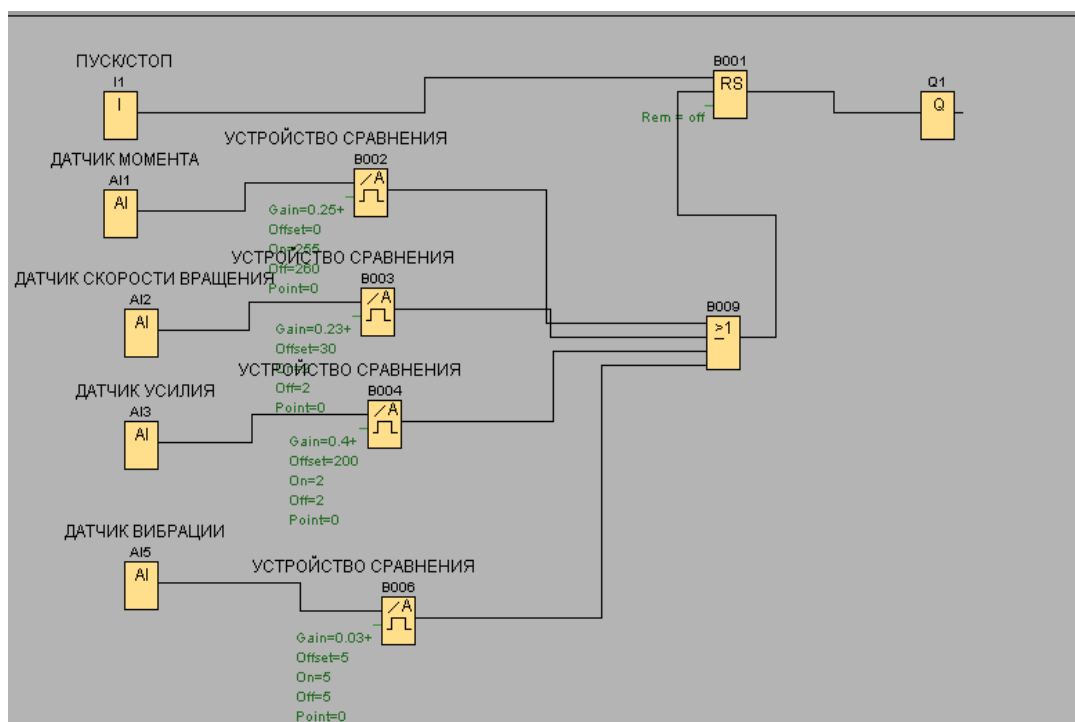 ПУСК/СТОП
I1
I
B001
RS
Rem = off
Q1
Q
ДАТЧИК МОМЕНТА
AI1
AI
УСТРОЙСТВО СРАВНЕНИЯ
B002
/A
Gain=0.25+
Offset=0
On=255
Off=260
Point=0
ДАТЧИК СКОРОСТИ ВРАЩЕНИЯ
AI2
AI
УСТРОЙСТВО СРАВНЕНИЯ
B003
/A
Gain=0.23+
Offset=30
Off=2
Point=0
B009
≥1
ДАТЧИК УСИЛИЯ
AI3
AI
УСТРОЙСТВО СРАВНЕНИЯ
B004
/A
Gain=0.4+
Offset=200
On=2
Off=2
Point=0
ДАТЧИК ВИБРАЦИИ
AI5
AI
УСТРОЙСТВО СРАВНЕНИЯ
B006
/A
Gain=0.03+
Offset=5
On=5
Off=5
Point=0